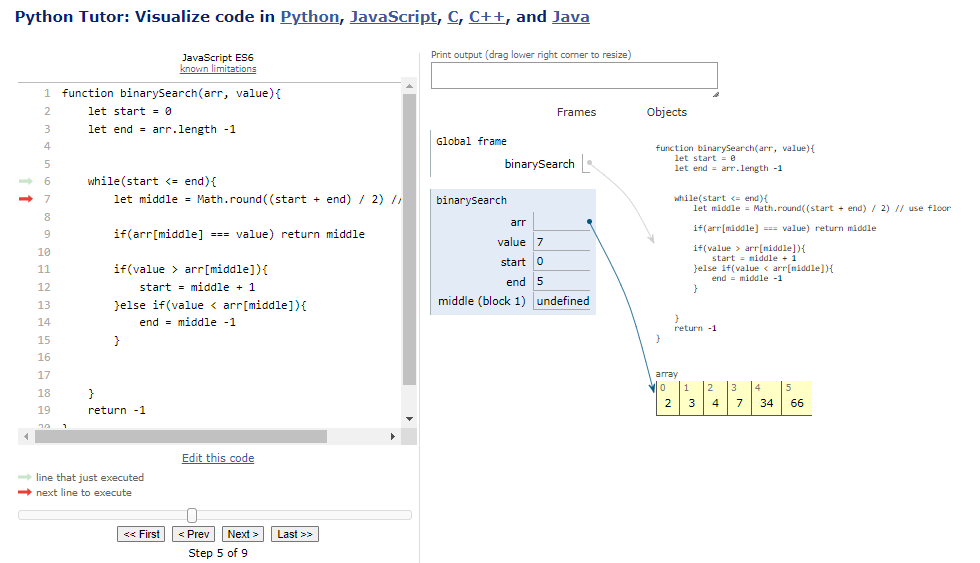 Python Tutor: Visualize code in Python, JavaScript, C, C++, and Java
JavaScript ES6
known limitations
1 function binarySearch(arr, value){
2 let start = 0
3 let end = arr.length -1
4
5
6 while(start <= end){
7 let middle = Math.round((start + end) / 2) //
8
9 if(arr[middle] === value) return middle
10
11 if(value > arr[middle]){
12 start = middle + 1
13 }else if(value < arr[middle]){
14 end = middle -1
15 }
16
17
18 }
19 return -1
20 }
Edit this code
line that just executed
next line to execute
<< First < Prev Next > Last >>
Step 5 of 9
Print output (drag lower right corner to resize)
Frames Objects
Global frame
binarySearch
binarySearch
arr
value 7
start 0
end 5
middle (block 1) undefined
function binarySearch(arr, value){
let start = 0
let end = arr.length -1
while(start <= end){
let middle = Math.round((start + end) / 2) // use floor
if(arr[middle] === value) return middle
if(value > arr[middle]){
start = middle + 1
}else if(value < arr[middle]){
end = middle -1
}
}
return -1
}
array
0 1 2 3 4 5
2 3 4 7 34 66